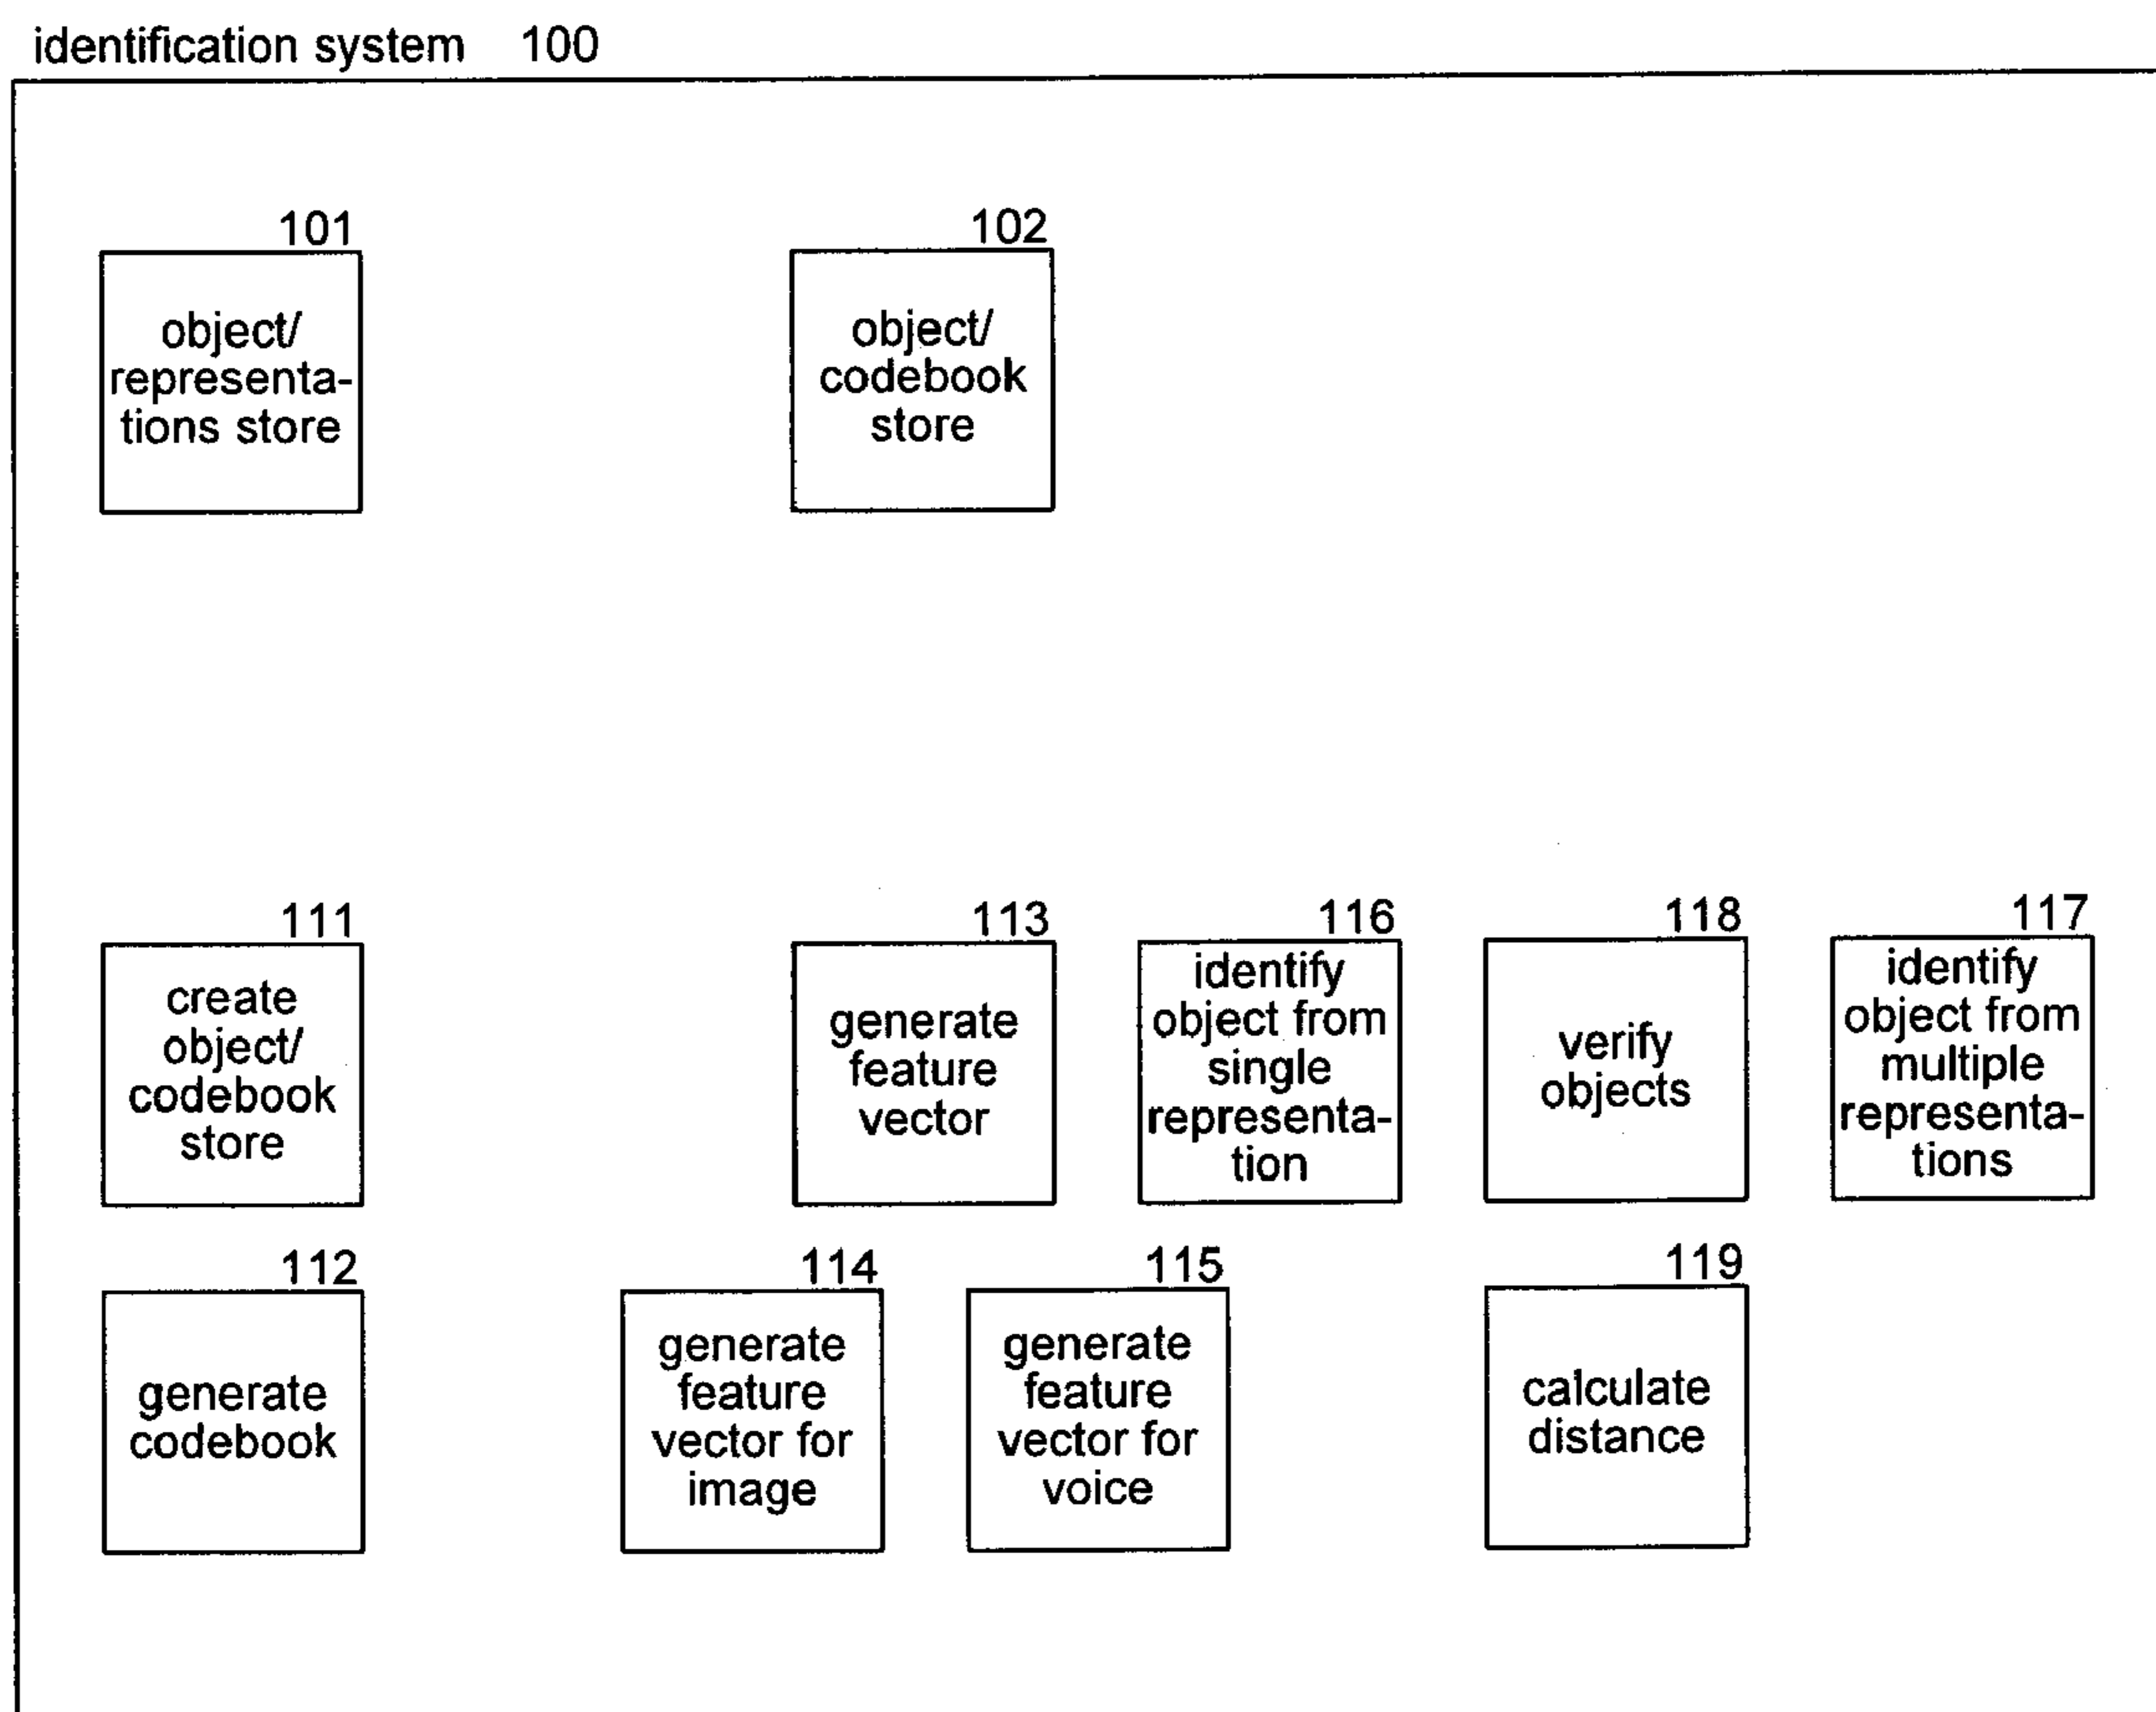 identification system 100
101
object/
representa-
tions store
102
object/
codebook
store
111
create
object/
codebook
store
113
generate
feature
vector
116
identify
object from
single
representa-
tion
118
verify
objects
117
identify
object from
multiple
representa-
tions
112
generate
codebook
114
generate
feature
vector for
image
115
generate
feature
vector for
voice
119
calculate
distance